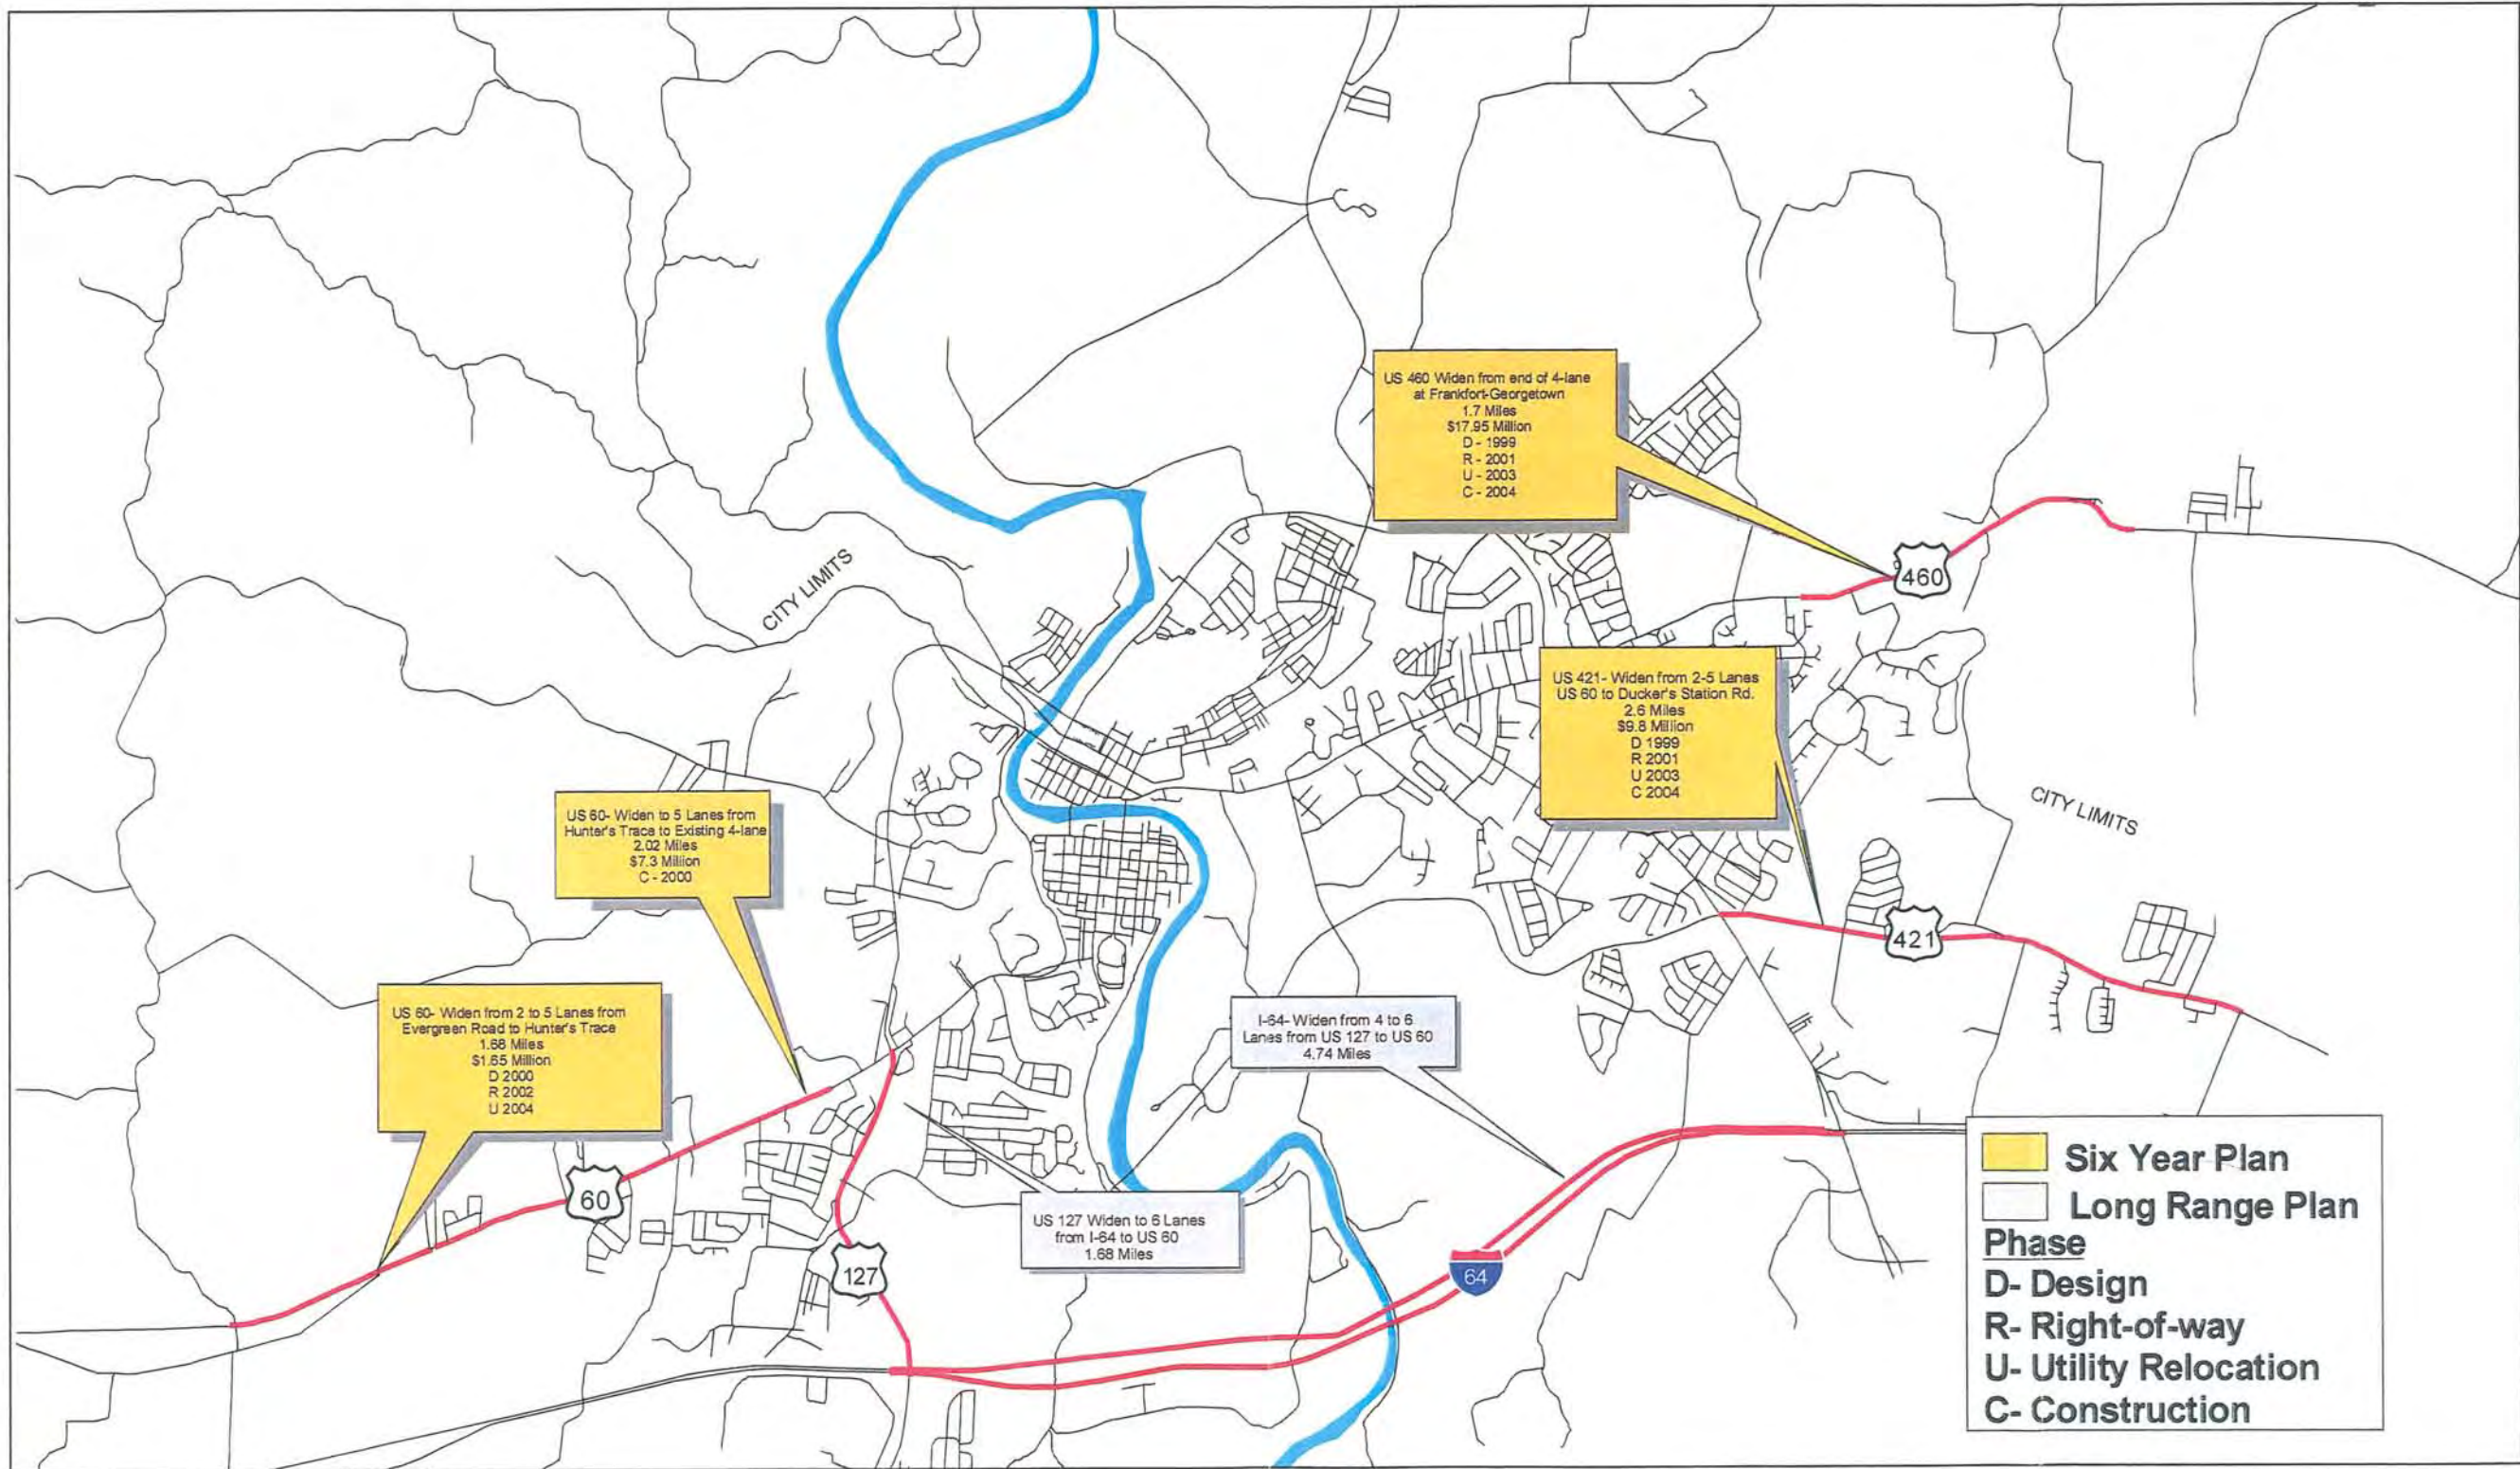 US 460 Widen from end of 4-lane
at Frankfort-Georgetown
1.7 Miles
$17.95 Million
D - 1999
R - 2001
U - 2003
C - 2004
460
CITY LIMITS
US 421- Widen from 2-5 Lanes
US 60 to Ducker's Station Rd.
2.6 Miles
$9.8 Million
D 1999
R 2001
U 2003
C 2004
CITY LIMITS
421
US 60- Widen to 5 Lanes from
Hunter's Trace to Existing 4-lane
2.02 Miles
$7.3 Million
C - 2000
US 60- Widen from 2 to 5 Lanes from
Evergreen Road to Hunter's Trace
1.68 Miles
$1.65 Million
D 2000
R 2002
U 2004
60
I-64- Widen from 4 to 6
Lanes from US 127 to US 60
4.74 Miles
US 127 Widen to 6 Lanes
from I-64 to US 60
1.68 Miles
127
64
Six Year Plan
Long Range Plan
Phase
D- Design
R- Right-of-way
U- Utility Relocation
C- Construction